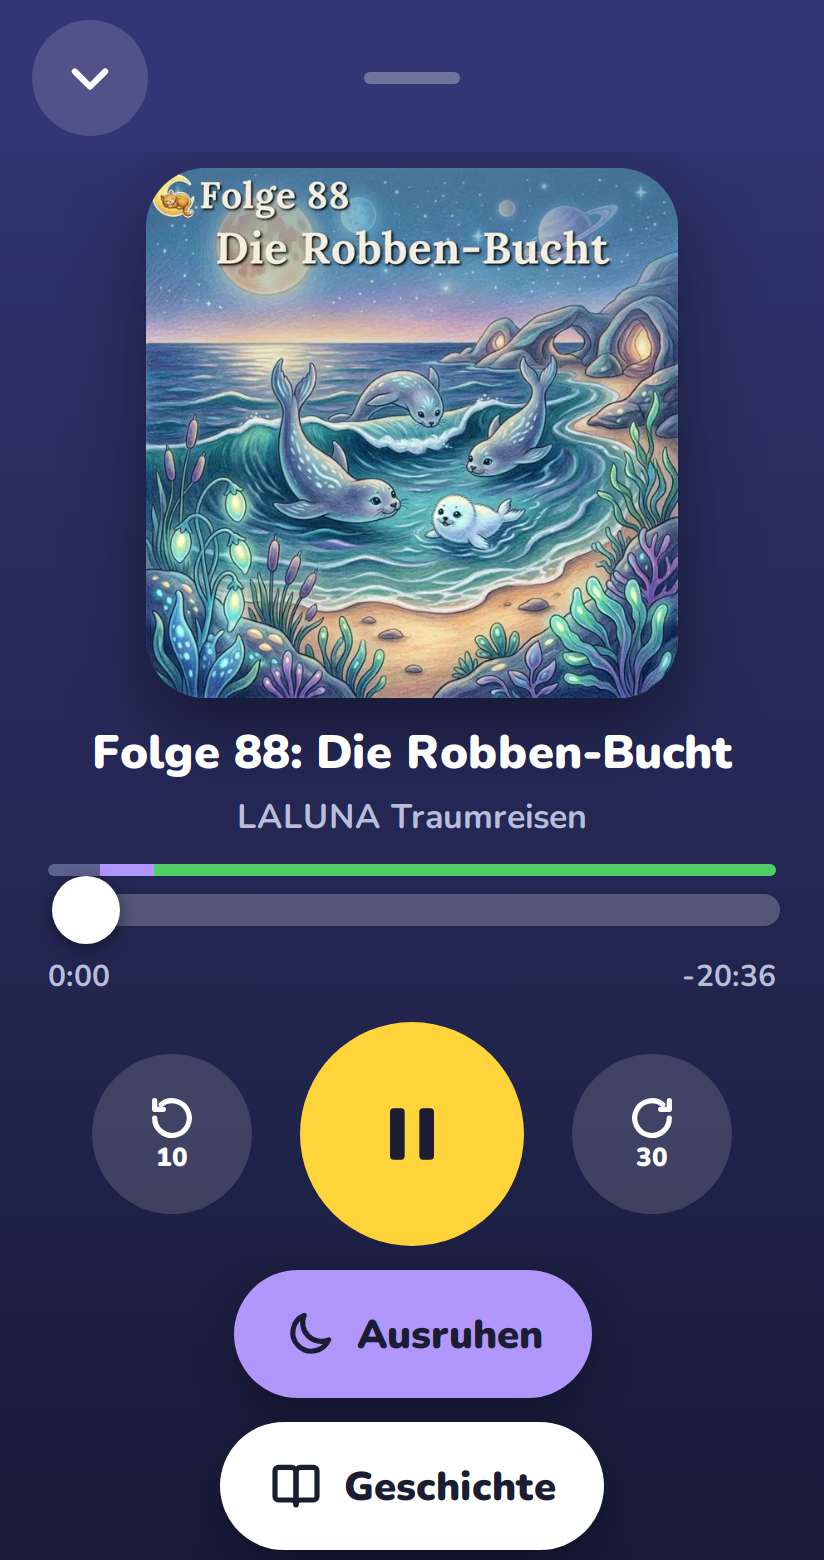 Folge 88
Die Robben-Bucht
Folge 88: Die Robben-Bucht
LALUNA Traumreisen
0:00
-20:36
10
30
Ausruhen
Geschichte